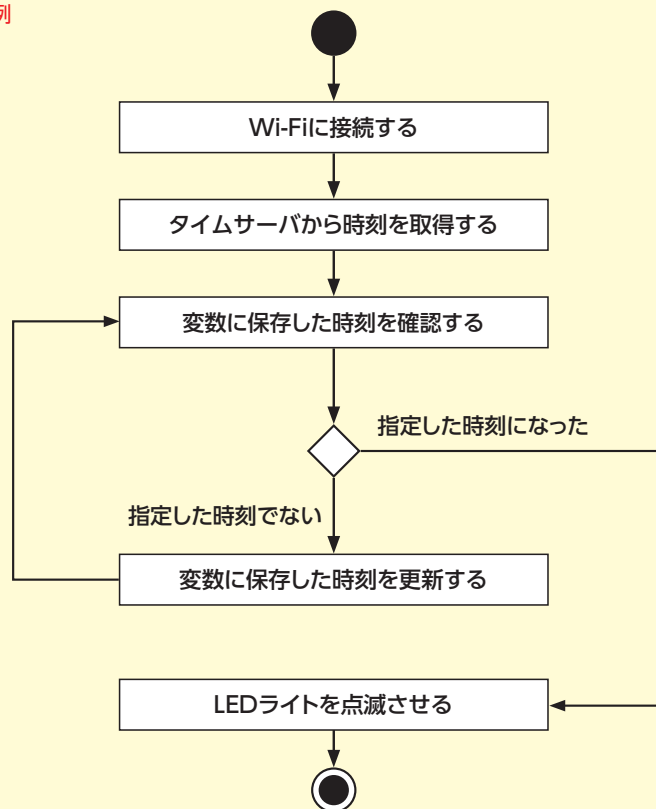 例
Wi-Fiに接続する
タイムサーバから時刻を取得する
変数に保存した時刻を確認する
指定した時刻になった
指定した時刻でない
変数に保存した時刻を更新する
LEDライトを点滅させる